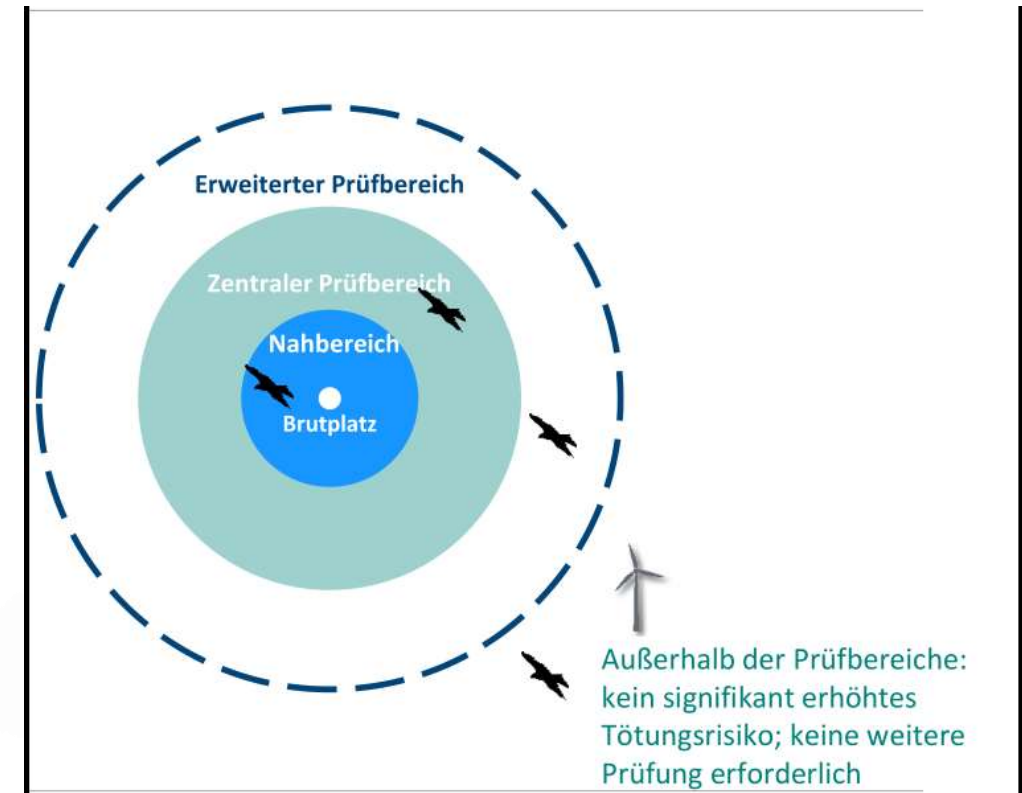 Erweiterter Prüfbereich
Zentraler Prüfbereich
Nahbereich
Brutplatz
Außerhalb der Prüfbereiche:
kein signifikant erhöhtes
Tötungsrisiko; keine weitere
Prüfung erforderlich